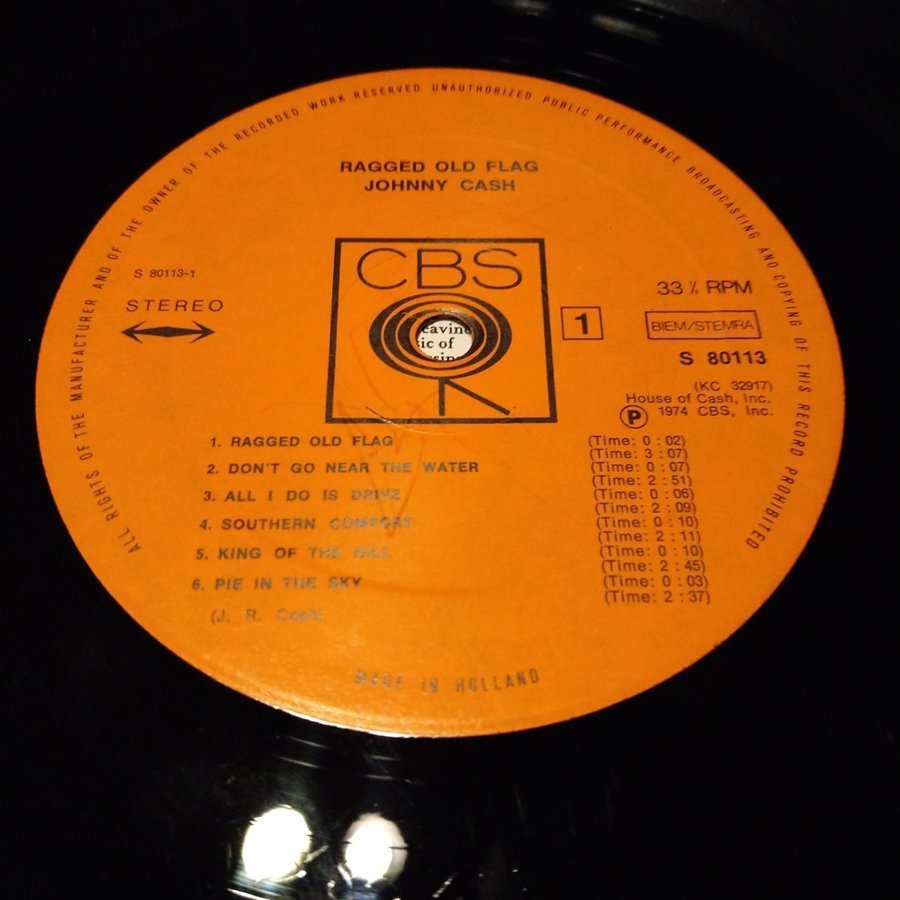 ALL RIGHTS OF THE MANUFACTURER AND OF THE OWNER OF THE RECORDED WORK RESERVED UNAUTHORIZED PUBLIC PERFORMANCE BROADCASTING AND COPYING OF THIS RECORD PROHIBITED
RAGGED OLD FLAG
JOHNNY CASH
CBS
S 80113-1
STEREO
eavine
ic of
sing
1
33⅓ RPM
BIEM/STEMRA
S 80113
(KC 32917)
House of Cash, Inc.
Ⓟ 1974 CBS, Inc.
1. RAGGED OLD FLAG
2. DON'T GO NEAR THE WATER
3. ALL I DO IS DRIVE
4. SOUTHERN COMFORT
5. KING OF THE HILL
6. PIE IN THE SKY
(J. R. Cash)
(Time: 0 : 02)
(Time: 3 : 07)
(Time: 0 : 07)
(Time: 2 : 51)
(Time: 0 : 06)
(Time: 2 : 09)
(Time: 0 : 10)
(Time: 2 : 11)
(Time: 0 : 10)
(Time: 2 : 45)
(Time: 0 : 03)
(Time: 2 : 37)
MADE IN HOLLAND